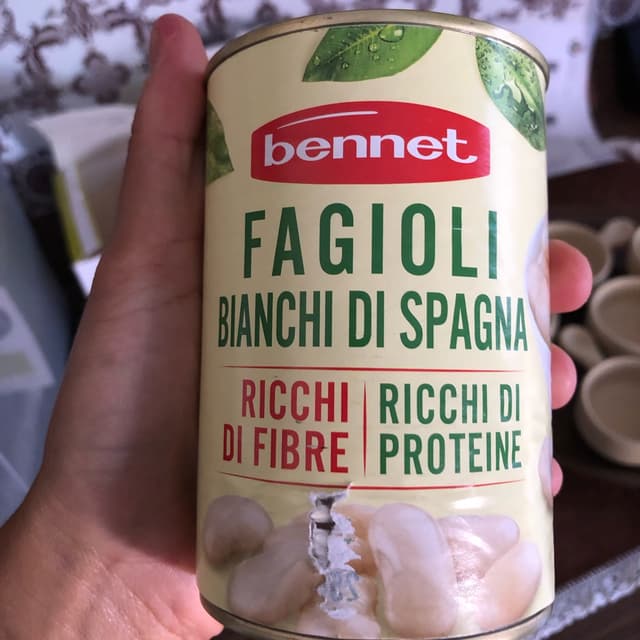 bennet
FAGIOLI
BIANCHI DI SPAGNA
RICCHI
DI FIBRE
RICCHI DI
PROTEINE